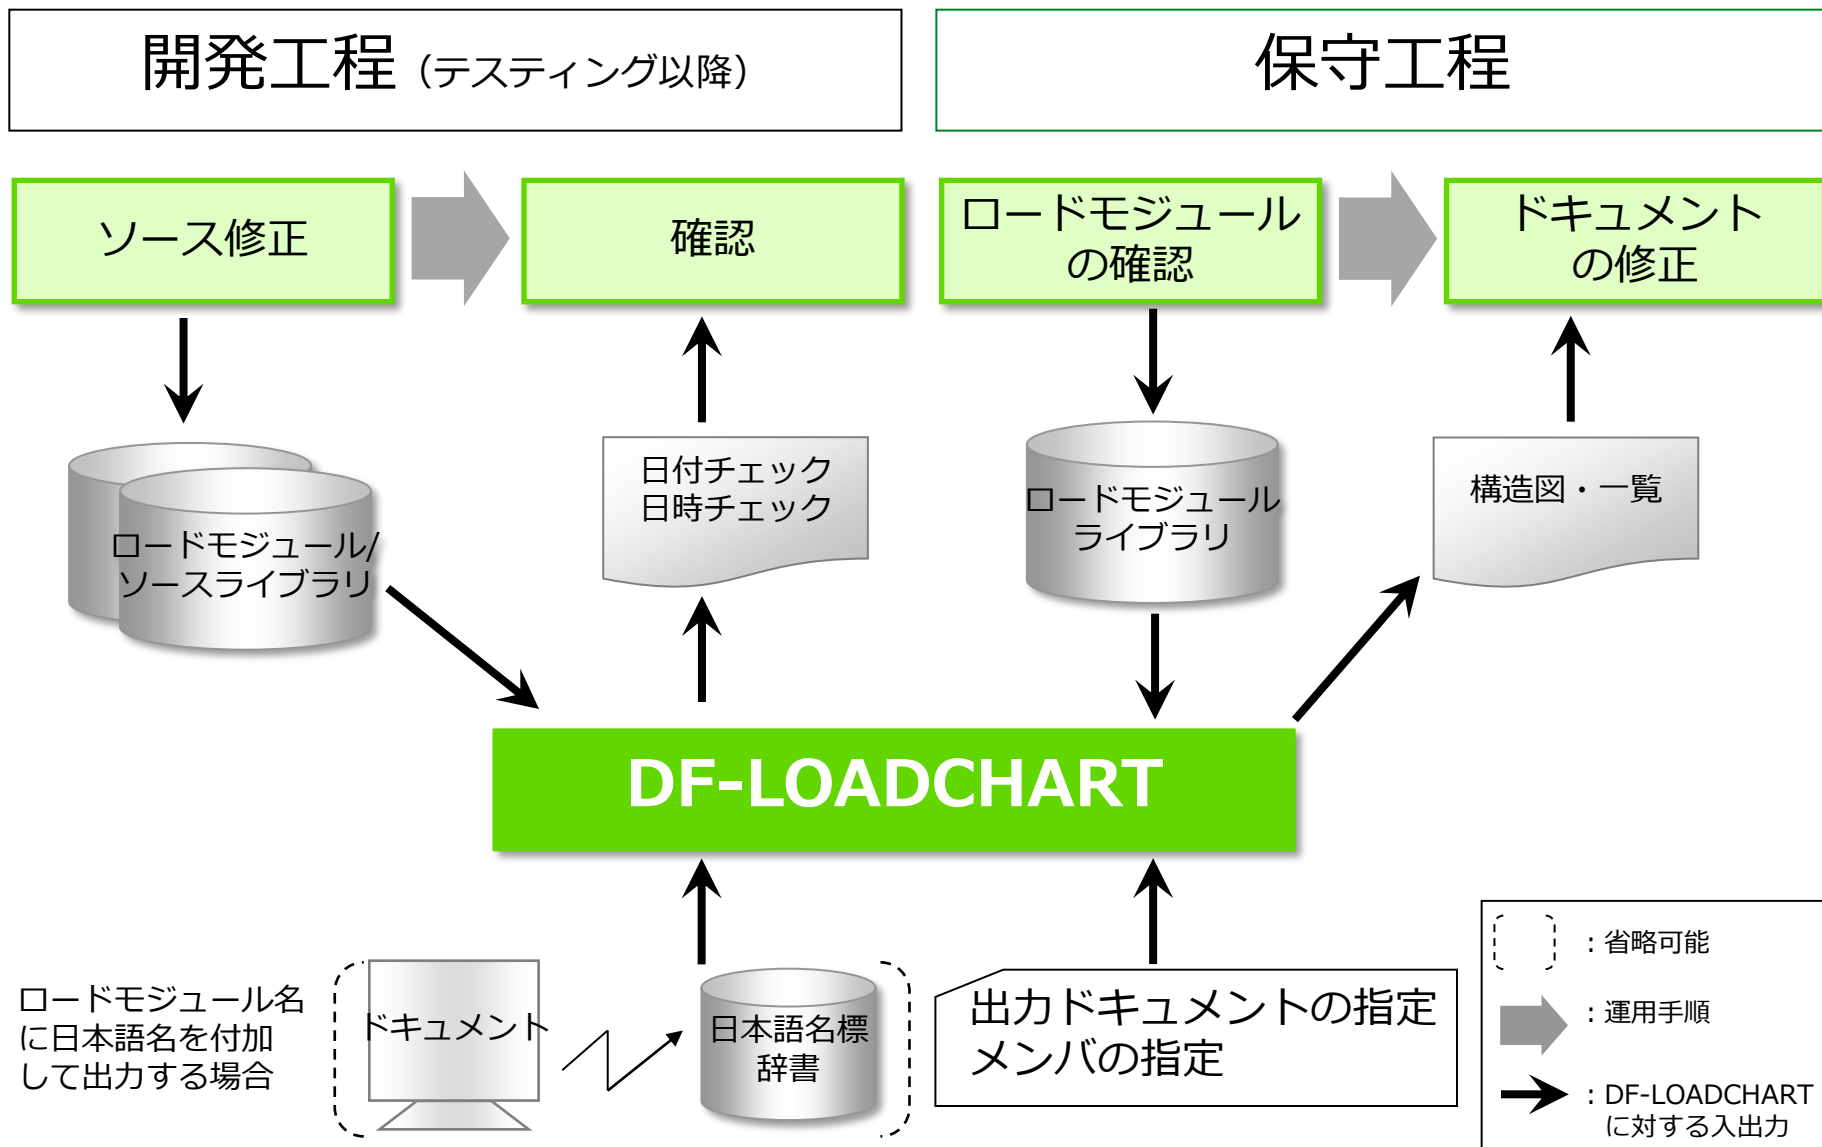 開発工程（テスティング以降）
保守工程
ソース修正
確認
ロードモジュール
の確認
ドキュメント
の修正
ロードモジュール/
ソースライブラリ
日付チェック
日時チェック
ロードモジュール
ライブラリ
構造図・一覧
DF-LOADCHART
ロードモジュール名
に日本語名を付加
して出力する場合
ドキュメント
日本語名標
辞書
出力ドキュメントの指定
メンバの指定
：省略可能
：運用手順
：DF-LOADCHART
に対する入出力